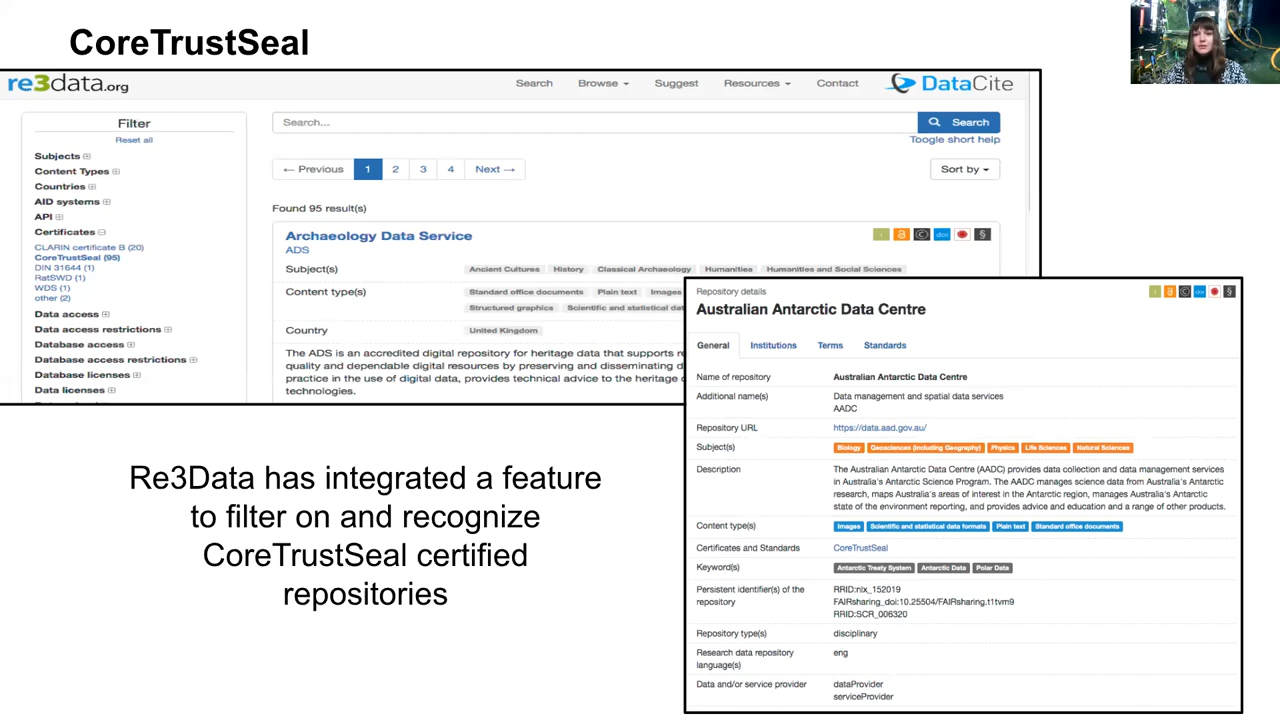 CoreTrustSeal
re3data.org
Search Browse Suggest Resources Contact DataCite
Filter
Reset all
Subjects
Content Types
Countries
AID systems
API
Certificates
CLARIN certificate B (20)
CoreTrustSeal (95)
DIN 31644 (1)
RatSWD (1)
WDS (1)
other (2)
Data access
Data access restrictions
Database access
Database access restrictions
Database licenses
Data licenses
Search... Search
Toogle short help
← Previous 1 2 3 4 Next → Sort by
Found 95 result(s)
Archaeology Data Service
ADS
Subject(s) Ancient Cultures History Classical Archaeology Humanities Humanities and Social Sciences
Content type(s) Standard office documents Plain text Images
Structured graphics Scientific and statistical dat
Country United Kingdom
The ADS is an accredited digital repository for heritage data that supports r
quality and dependable digital resources by preserving and disseminating d
practice in the use of digital data, provides technical advice to the heritage c
technologies.
Repository details
Australian Antarctic Data Centre
General Institutions Terms Standards
Name of repository Australian Antarctic Data Centre
Additional name(s) Data management and spatial data services
AADC
Repository URL https://data.aad.gov.au/
Subject(s) Biology Geosciences (including Geography) Physics Life Sciences Natural Sciences
Description The Australian Antarctic Data Centre (AADC) provides data collection and data management services
in Australia's Antarctic Science Program. The AADC manages science data from Australia's Antarctic
research, maps Australia's areas of interest in the Antarctic region, manages Australia's Antarctic
state of the environment reporting, and provides advice and education and a range of other products.
Content type(s) Images Scientific and statistical data formats Plain text Standard office documents
Certificates and Standards CoreTrustSeal
Keyword(s) Antarctic Treaty System Antarctic Data Polar Data
Persistent identifier(s) of the RRID:nlx_152019
repository FAIRsharing_doi:10.25504/FAIRsharing.t1tvm9
RRID:SCR_006320
Repository type(s) disciplinary
Research data repository eng
language(s)
Data and/or service provider dataProvider
serviceProvider
Re3Data has integrated a feature
to filter on and recognize
CoreTrustSeal certified
repositories